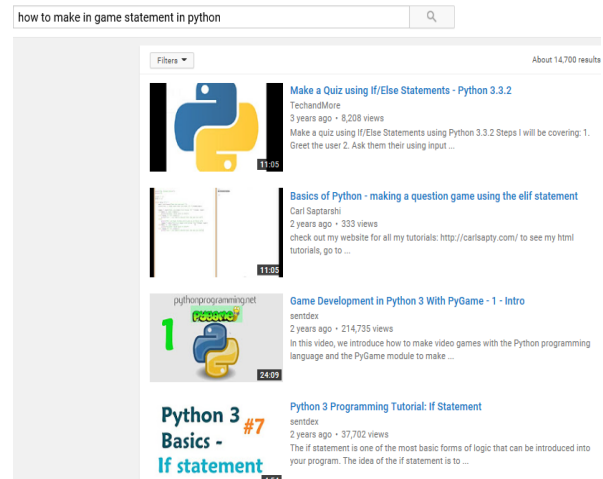 how to make in game statement in python
Filters
About 14,700 results
11:05
Make a Quiz using If/Else Statements - Python 3.3.2
TechandMore
3 years ago • 8,208 views
Make a quiz using If/Else Statements using Python 3.3.2 Steps I will be covering: 1.
Greet the user 2. Ask them their using input ...
11:05
Basics of Python - making a question game using the elif statement
Carl Saptarshi
2 years ago • 333 views
check out my website for all my tutorials: http://carlsapty.com/ to see my html
tutorials, go to ...
pythonprogramming.net
pygame
1
24:09
Game Development in Python 3 With PyGame - 1 - Intro
sentdex
2 years ago • 214,735 views
In this video, we introduce how to make video games with the Python programming
language and the PyGame module to make ...
Python 3
Basics -
#7
If statement
Python 3 Programming Tutorial: If Statement
sentdex
2 years ago • 37,702 views
The if statement is one of the most basic forms of logic that can be introduced into
your program. The idea of the if statement is to ...